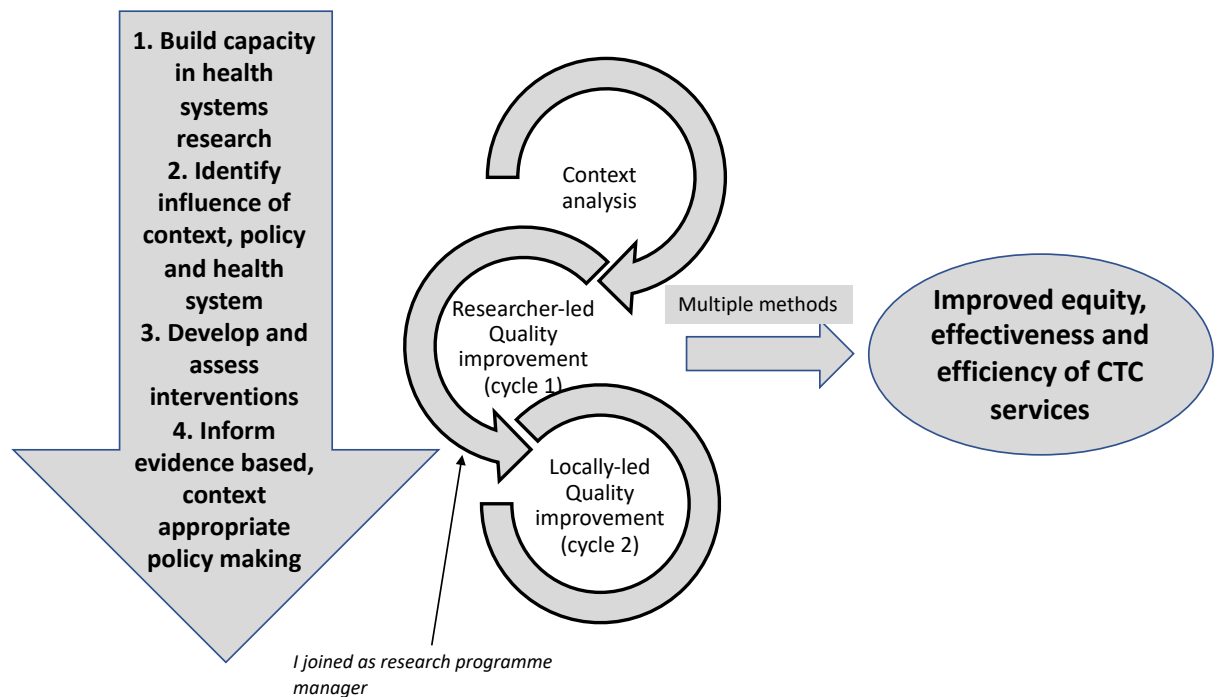 1. Build capacity
in health
systems
research
2. Identify
influence of
context, policy
and health
system
3. Develop and
assess
interventions
4. Inform
evidence based,
context
appropriate
policy making
Context
analysis
Researcher-led
Quality
improvement
(cycle 1)
Locally-led
Quality
improvement
(cycle 2)
I joined as research programme
manager
Multiple methods
Improved equity,
effectiveness and
efficiency of CTC
services